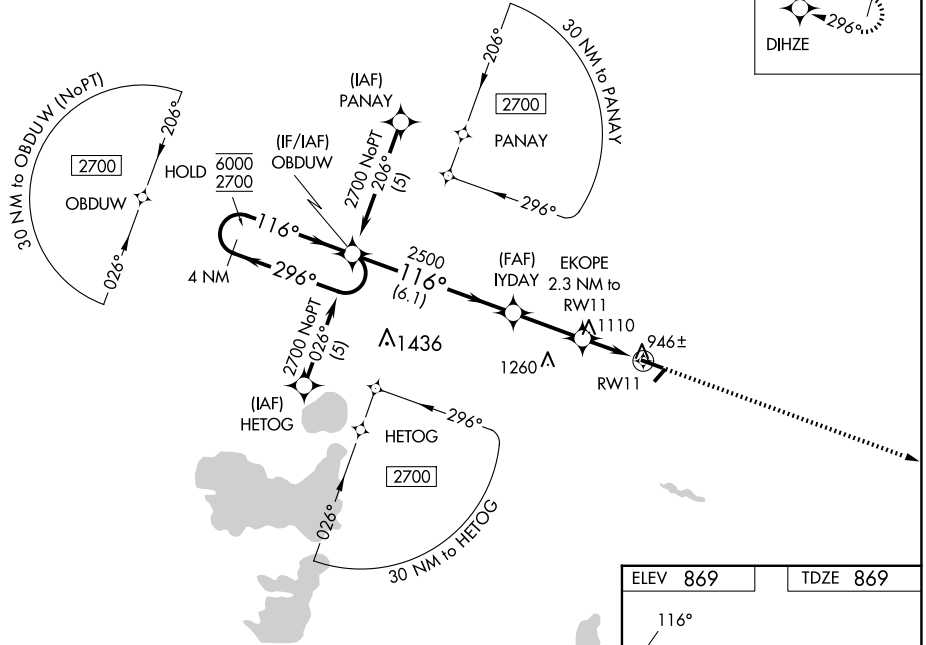 296°
DIHZE
30 NM to OBDUW (NoPT)
206°
2700
OBDUW
026°
HOLD
6000
2700
(IF/IAF)
OBDUW
(IAF)
PANAY
2700 NoPT
206°
(5)
206°
2700
PANAY
296°
30 NM to PANAY
116°
296°
4 NM
2500
116°
(6.1)
(FAF)
IYDAY
EKOPE
2.3 NM to
RW11
1110
946±
1260
RW11
1436
2700 NoPT
026°
(5)
(IAF)
HETOG
296°
HETOG
2700
026°
30 NM to HETOG
ELEV 869
TDZE 869
116°